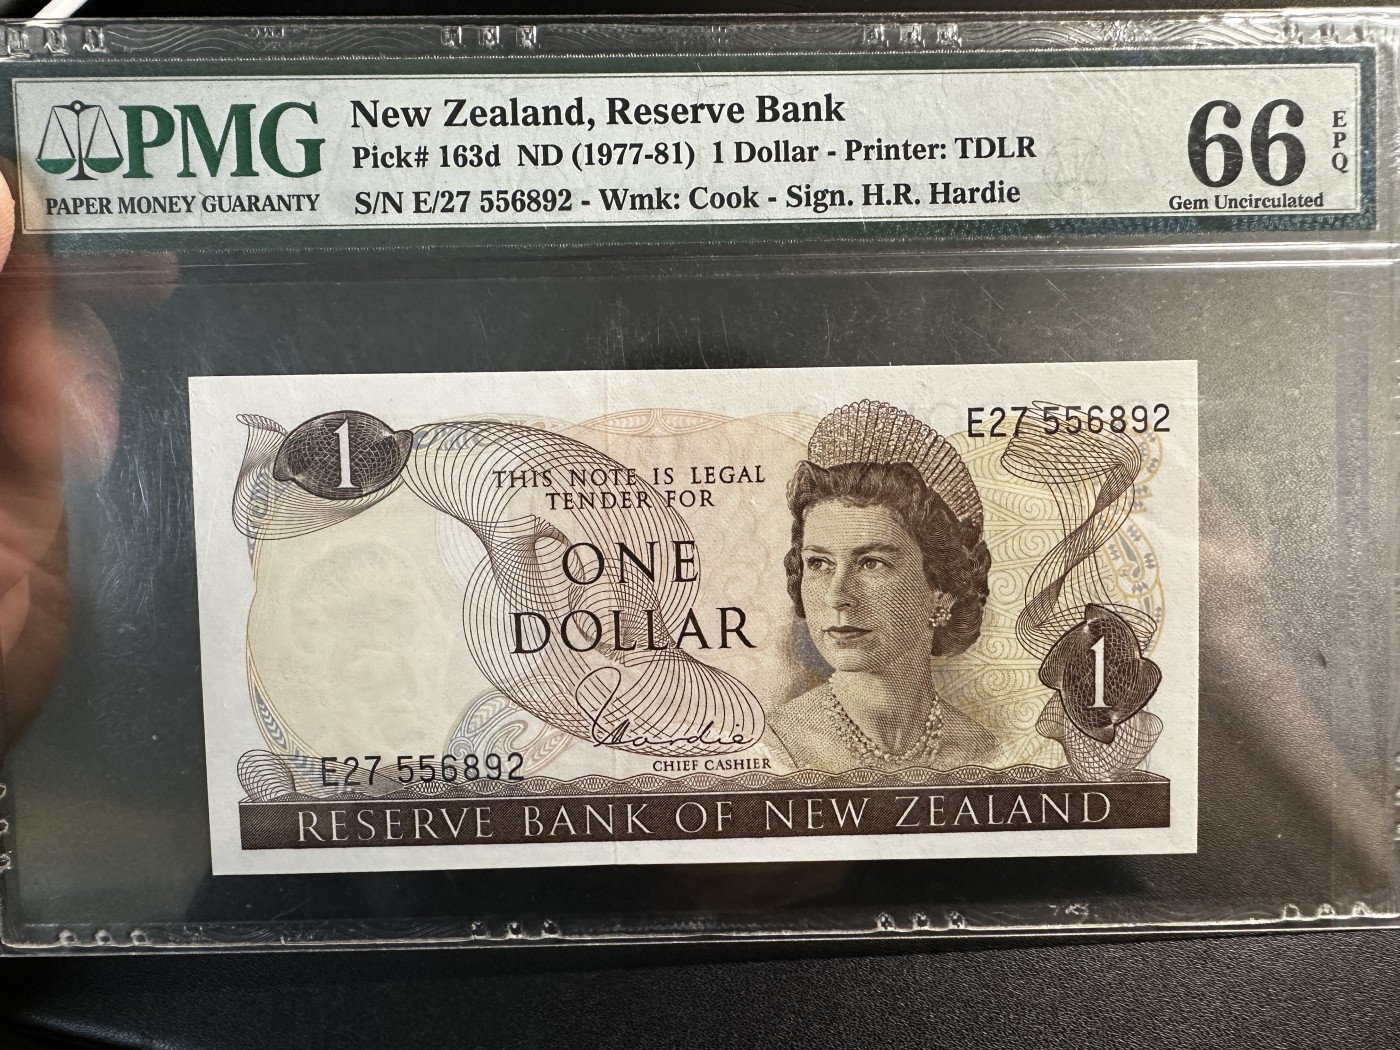 PMG
PAPER MONEY GUARANTY
New Zealand, Reserve Bank
Pick# 163d ND (1977-81) 1 Dollar - Printer: TDLR
S/N E/27 556892 - Wmk: Cook - Sign. H.R. Hardie
66
EPQ
Gem Uncirculated
1
E27 556892
THIS NOTE IS LEGAL
TENDER FOR
ONE
DOLLAR
1
Hardie
E27 556892
CHIEF CASHIER
RESERVE BANK OF NEW ZEALAND